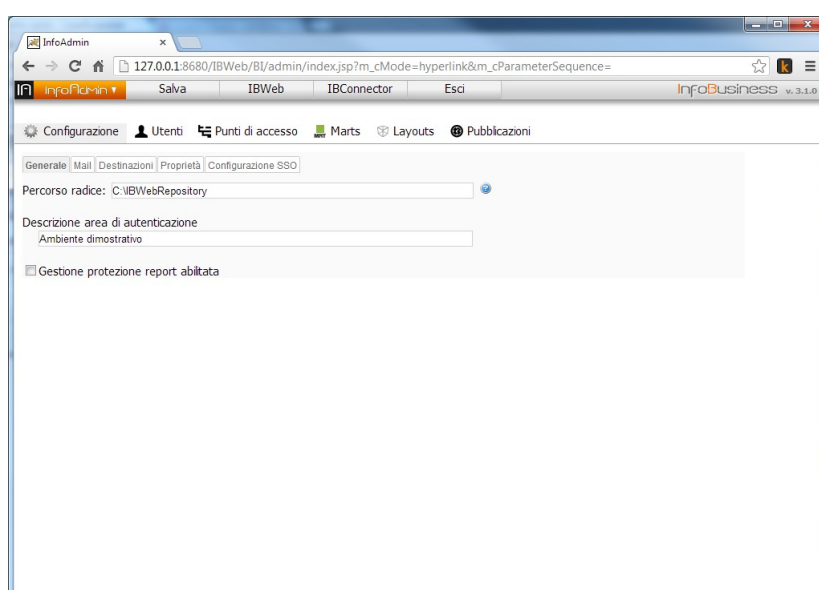 InfoAdmin
127.0.0.1:8680/IBWeb/BI/admin/index.jsp?m_cMode=hyperlink&m_cParameterSequence=
InfoAdmin Salva IBWeb IBConnector Esci InfoBusiness v. 3.1.0
Configurazione Utenti Punti di accesso Marts Layouts Pubblicazioni
Generale Mail Destinazioni Proprietà Configurazione SSO
Percorso radice: C:\IBWebRepository
Descrizione area di autenticazione
Ambiente dimostrativo
Gestione protezione report abilitata